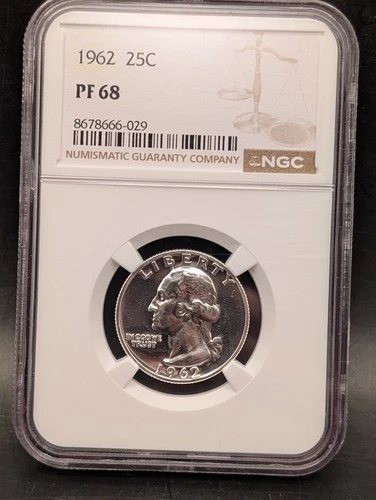 1962 25C
PF 68
8678666-029
NUMISMATIC GUARANTY COMPANY
NGC
LIBERTY
IN GOD WE
TRUST
1962